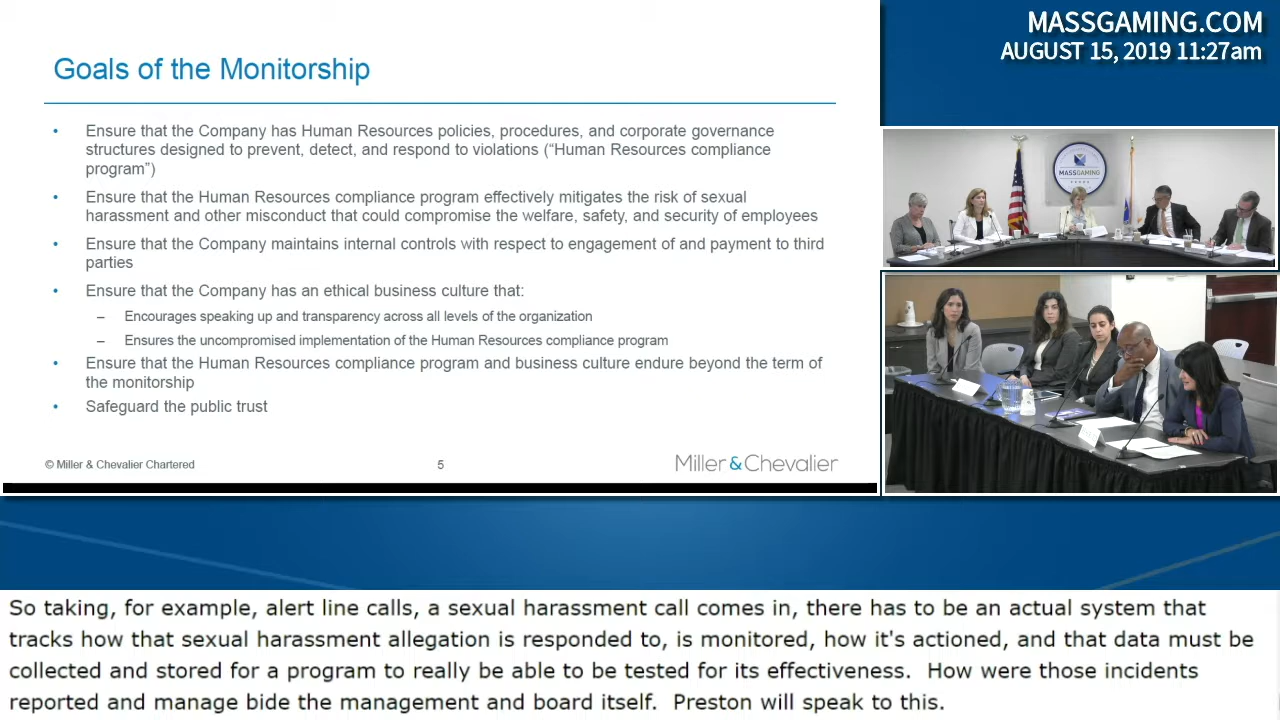 MASSGAMING.COM
AUGUST 15, 2019 11:27am
Goals of the Monitorship
• Ensure that the Company has Human Resources policies, procedures, and corporate governance
structures designed to prevent, detect, and respond to violations (“Human Resources compliance
program”)
• Ensure that the Human Resources compliance program effectively mitigates the risk of sexual
harassment and other misconduct that could compromise the welfare, safety, and security of employees
• Ensure that the Company maintains internal controls with respect to engagement of and payment to third
parties
• Ensure that the Company has an ethical business culture that:
– Encourages speaking up and transparency across all levels of the organization
– Ensures the uncompromised implementation of the Human Resources compliance program
• Ensure that the Human Resources compliance program and business culture endure beyond the term of
the monitorship
• Safeguard the public trust
© Miller & Chevalier Chartered
5
Miller & Chevalier
MASSGAMING
So taking, for example, alert line calls, a sexual harassment call comes in, there has to be an actual system that
tracks how that sexual harassment allegation is responded to, is monitored, how it's actioned, and that data must be
collected and stored for a program to really be able to be tested for its effectiveness.  How were those incidents
reported and manage bide the management and board itself.  Preston will speak to this.